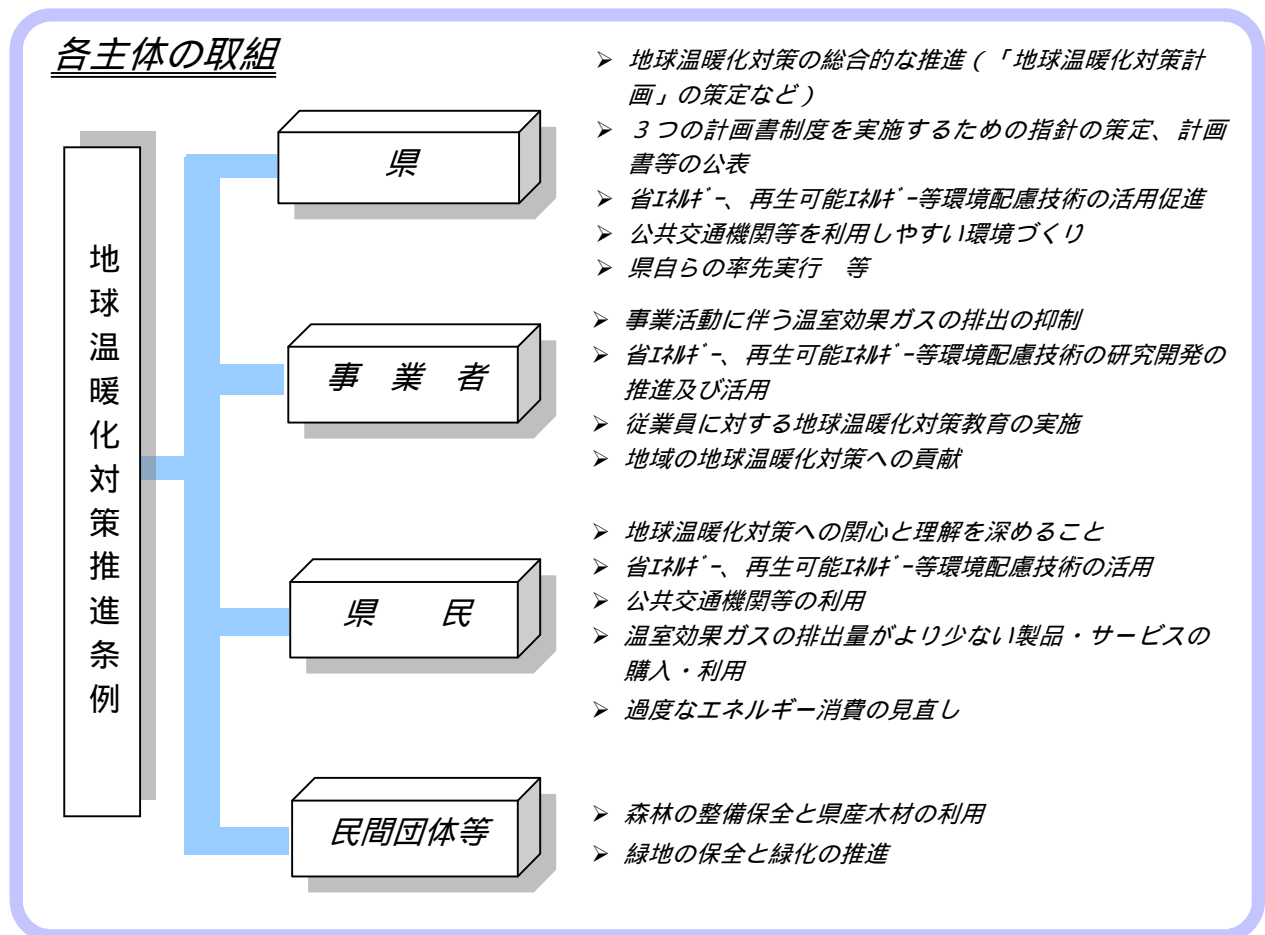 各主体の取組
地球温暖化対策推進条例
県
➢ 地球温暖化対策の総合的な推進(「地球温暖化対策計
画」の策定など)
➢ 3つの計画書制度を実施するための指針の策定、計画
書等の公表
➢ 省エネルギー、再生可能エネルギー等環境配慮技術の活用促進
➢ 公共交通機関等を利用しやすい環境づくり
➢ 県自らの率先実行 等
事 業 者
➢ 事業活動に伴う温室効果ガスの排出の抑制
➢ 省エネルギー、再生可能エネルギー等環境配慮技術の研究開発の
推進及び活用
➢ 従業員に対する地球温暖化対策教育の実施
➢ 地域の地球温暖化対策への貢献
県 民
➢ 地球温暖化対策への関心と理解を深めること
➢ 省エネルギー、再生可能エネルギー等環境配慮技術の活用
➢ 公共交通機関等の利用
➢ 温室効果ガスの排出量がより少ない製品・サービスの
購入・利用
➢ 過度なエネルギー消費の見直し
民間団体等
➢ 森林の整備保全と県産木材の利用
➢ 緑地の保全と緑化の推進